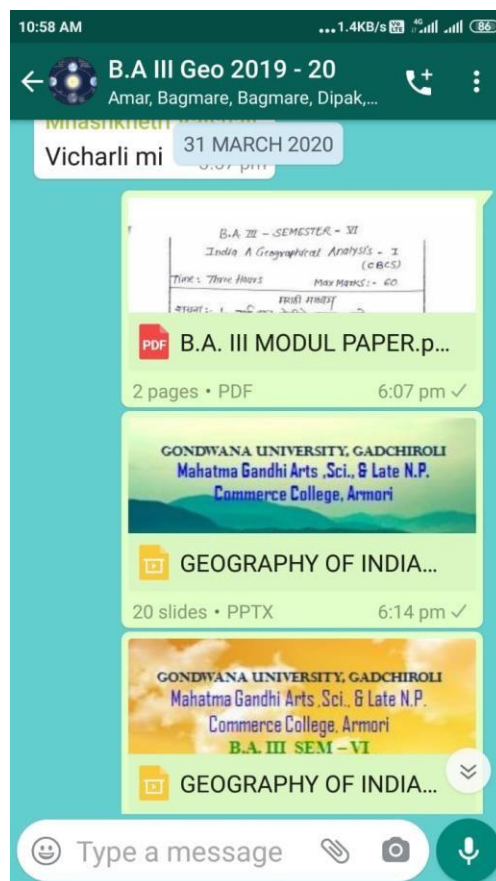 10:58 AM
...1.4KB/s 4G 86
B.A III Geo 2019 - 20
Amar, Bagmare, Bagmare, Dipak,...
31 MARCH 2020
Vicharli mi
B.A III - SEMESTER - VI
India A Geographical Analysis - I
(CBCS)
Time : Three Hours Max Marks :- 60
PDF B.A. III MODUL PAPER.p...
2 pages • PDF 6:07 pm
GONDWANA UNIVERSITY, GADCHIROLI
Mahatma Gandhi Arts ,Sci., & Late N.P.
Commerce College, Armori
GEOGRAPHY OF INDIA...
20 slides • PPTX 6:14 pm
GONDWANA UNIVERSITY, GADCHIROLI
Mahatma Gandhi Arts ,Sci., & Late N.P.
Commerce College, Armori
B.A. III SEM – VI
GEOGRAPHY OF INDIA...
Type a message